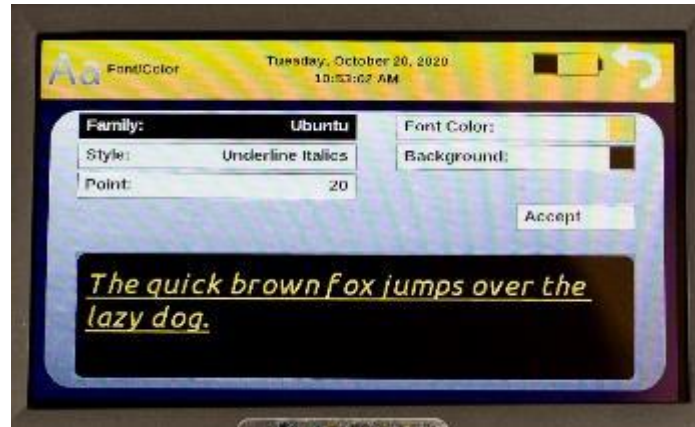 Aa Font/Color
Tuesday, October 20, 2020
10:53:02 AM
Family: Ubuntu
Style: Underline Italics
Point: 20
Font Color:
Background:
Accept
The quick brown fox jumps over the
lazy dog.